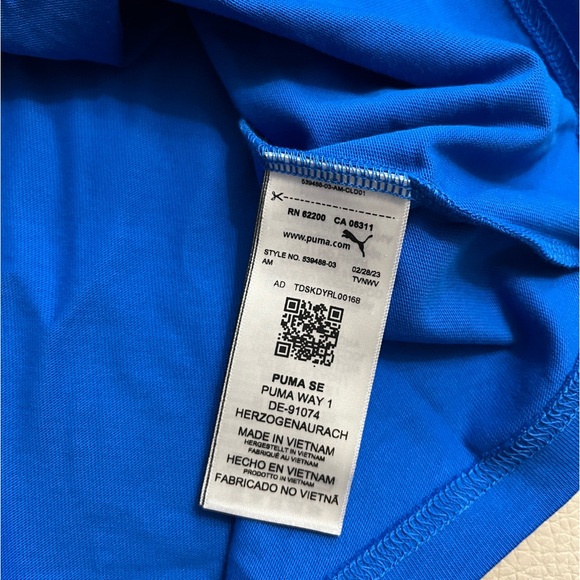 539486-03-AM-CLD01
RN 62200 CA 06311
www.puma.com
STYLE NO. 539486-03 02/28/23
AM TVNWV
AD TDSKDYRL00168
PUMA SE
PUMA WAY 1
DE-91074
HERZOGENAURACH
MADE IN VIETNAM
HERGESTELLT IN VIETNAM
FABRIQUÉ AU VIETNAM
HECHO EN VIETNAM
PRODOTTO IN VIETNAM
FABRICADO NO VIETNÃ